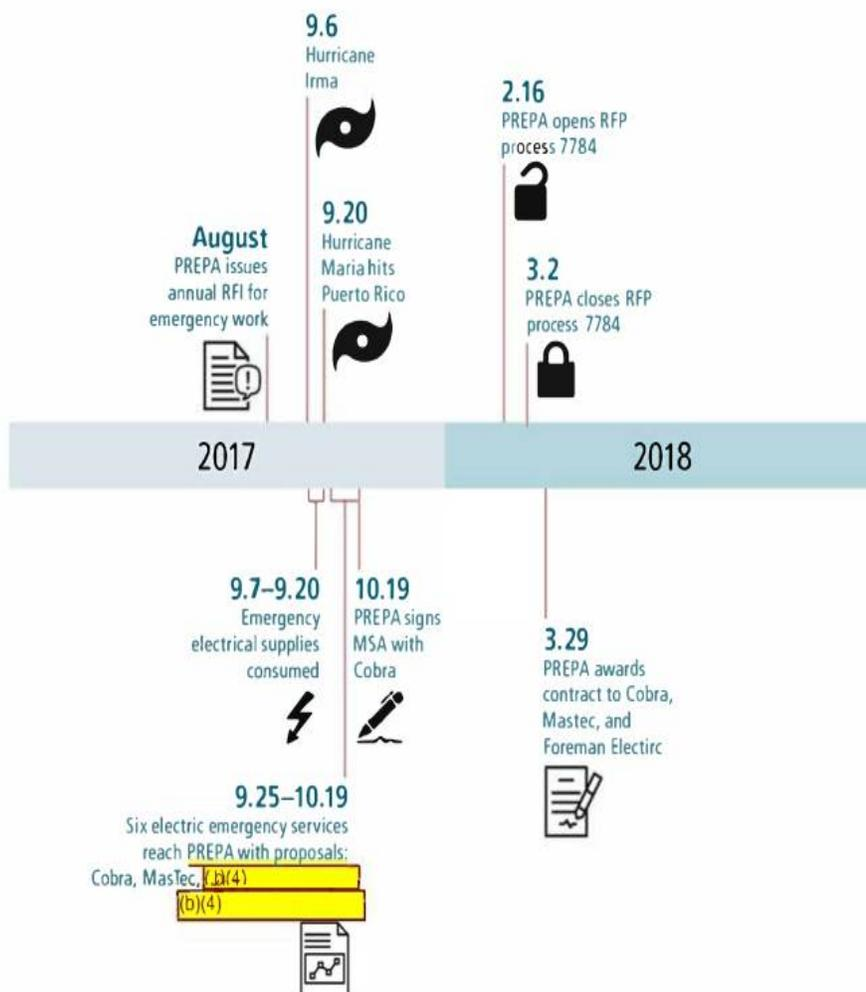 9.6
Hurricane
Irma
2.16
PREPA opens RFP
process 7784
9.20
Hurricane
Maria hits
Puerto Rico
August
PREPA issues
annual RFI for
emergency work
3.2
PREPA closes RFP
process 7784
2017
2018
9.7–9.20
Emergency
electrical supplies
consumed
10.19
PREPA signs
MSA with
Cobra
3.29
PREPA awards
contract to Cobra,
Mastec, and
Foreman Electirc
9.25–10.19
Six electric emergency services
reach PREPA with proposals:
Cobra, MasTec, (b)(4)
(b)(4)